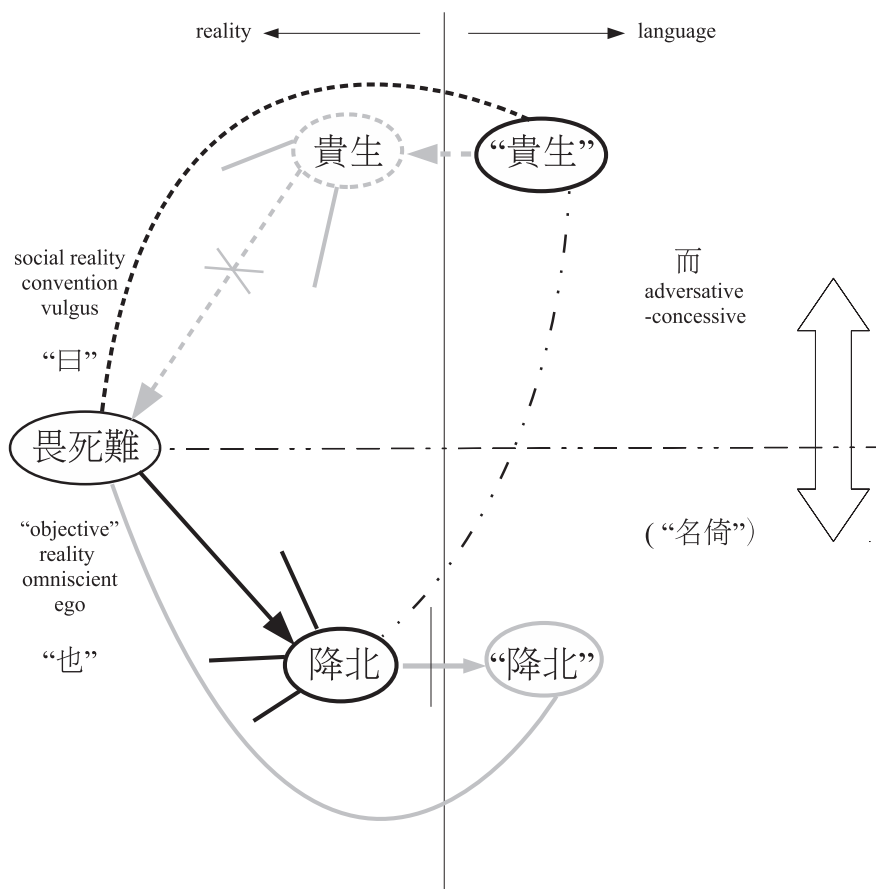 reality
language
貴生
“貴生”
social reality
convention
vulgus
“曰”
而
adversative
-concessive
畏死難
“objective”
reality
omniscient
ego
“也”
( “名倚”)
降北
“降北”